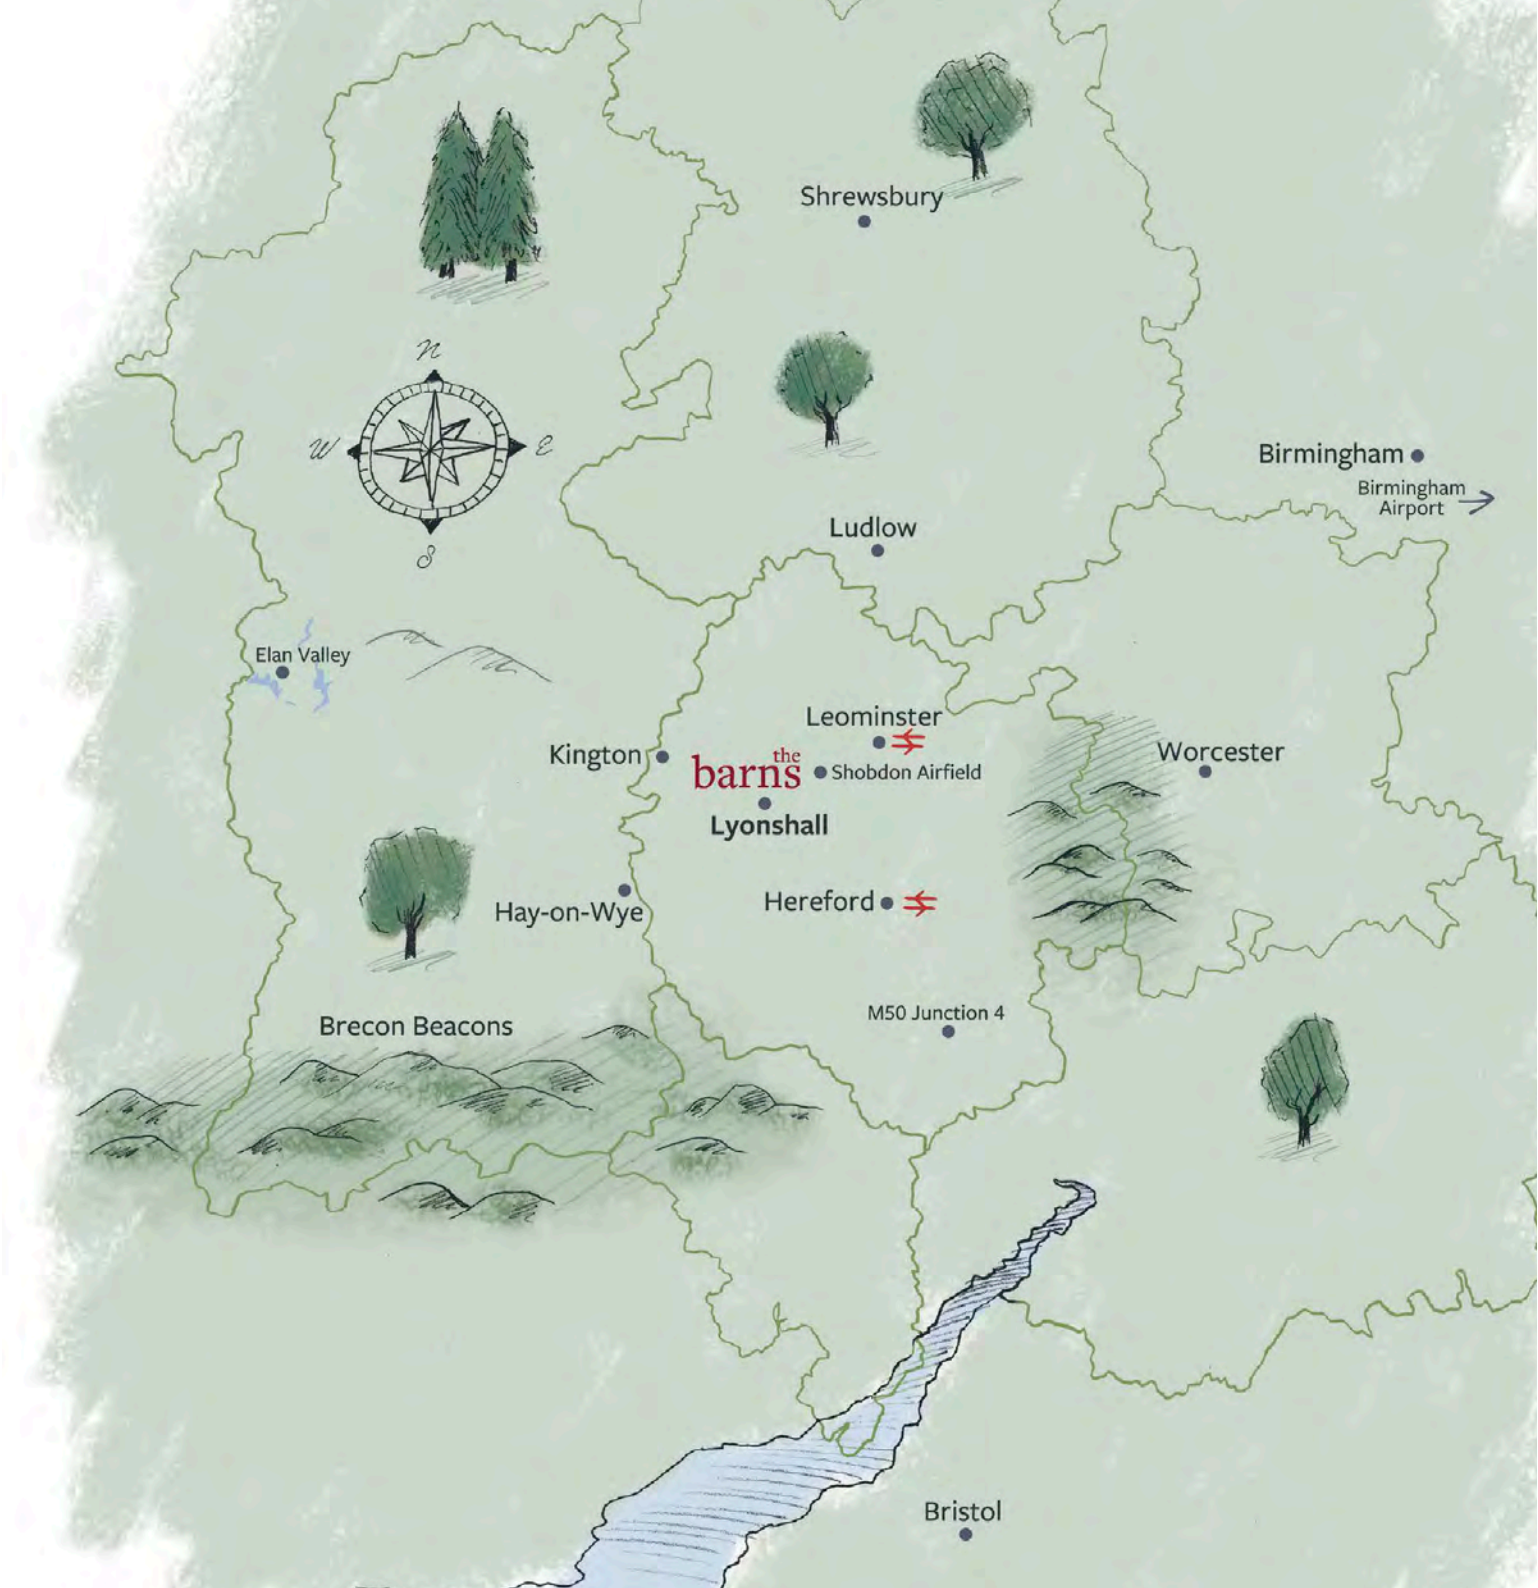 Shrewsbury
N
W
E
S
Birmingham
Birmingham
Airport
Ludlow
Elan Valley
Leominster
Kington
the
barns
Shobdon Airfield
Worcester
Lyonshall
Hereford
Hay-on-Wye
M50 Junction 4
Brecon Beacons
Bristol